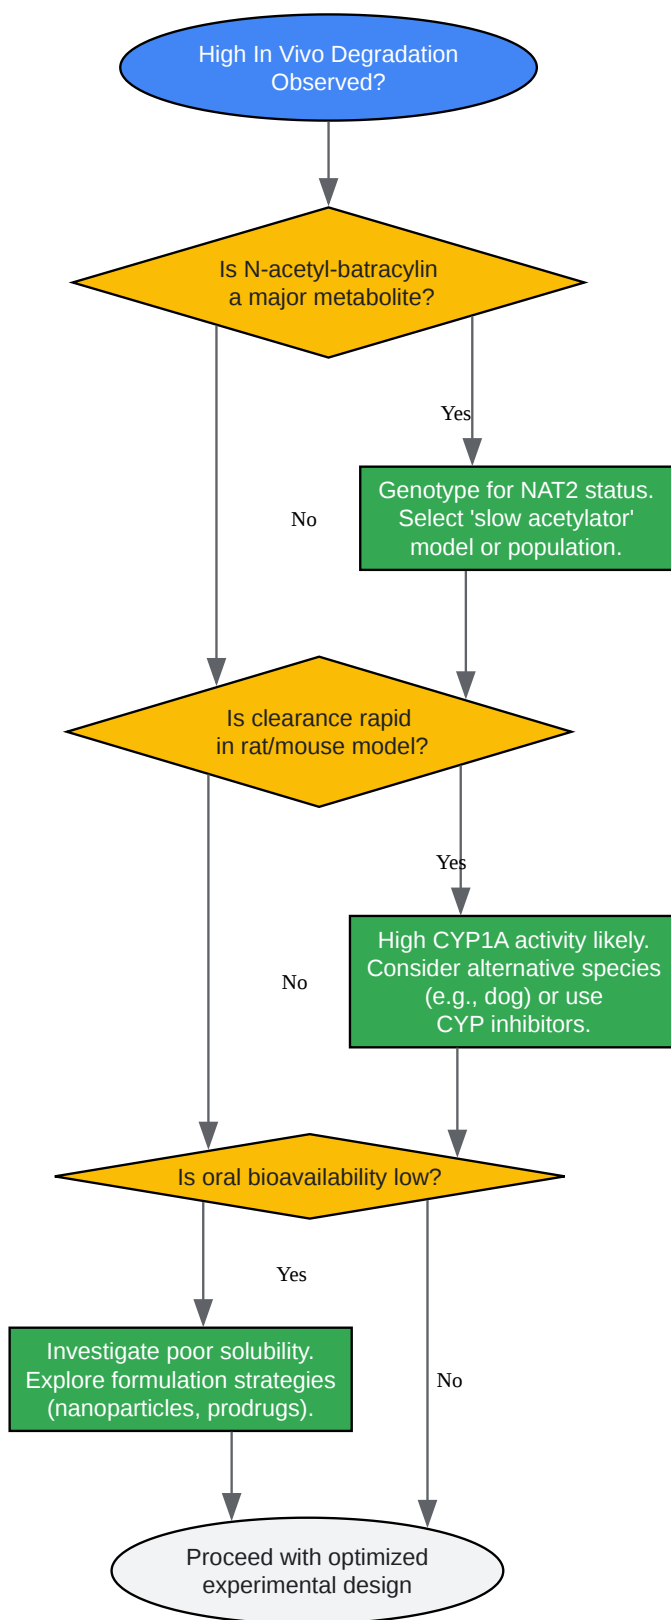 High In Vivo Degradation
Observed?
Is N-acetyl-batracylin
a major metabolite?
Yes
Genotype for NAT2 status.
Select 'slow acetylator'
model or population.
No
Is clearance rapid
in rat/mouse model?
Yes
High CYP1A activity likely.
Consider alternative species
(e.g., dog) or use
CYP inhibitors.
No
Is oral bioavailability low?
Yes
Investigate poor solubility.
Explore formulation strategies
(nanoparticles, prodrugs).
No
Proceed with optimized
experimental design